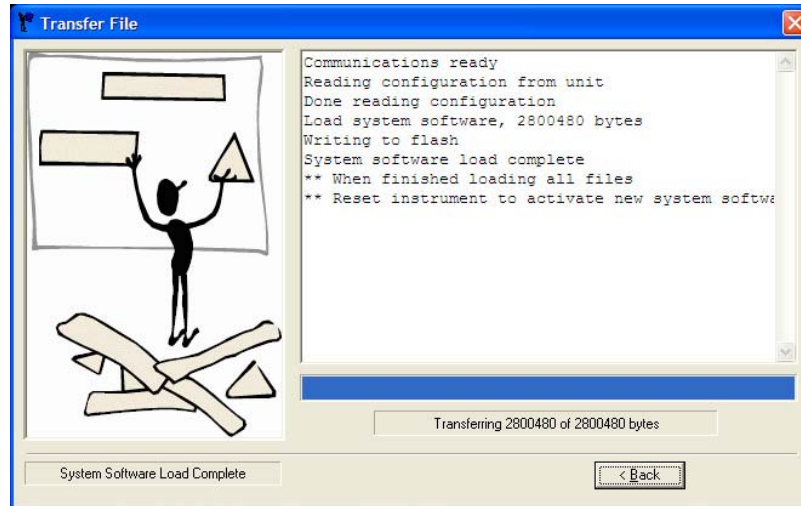 Transfer File
Communications ready
Reading configuration from unit
Done reading configuration
Load system software, 2800480 bytes
Writing to flash
System software load complete
** When finished loading all files
** Reset instrument to activate new system softwa
Transferring 2800480 of 2800480 bytes
System Software Load Complete
< Back